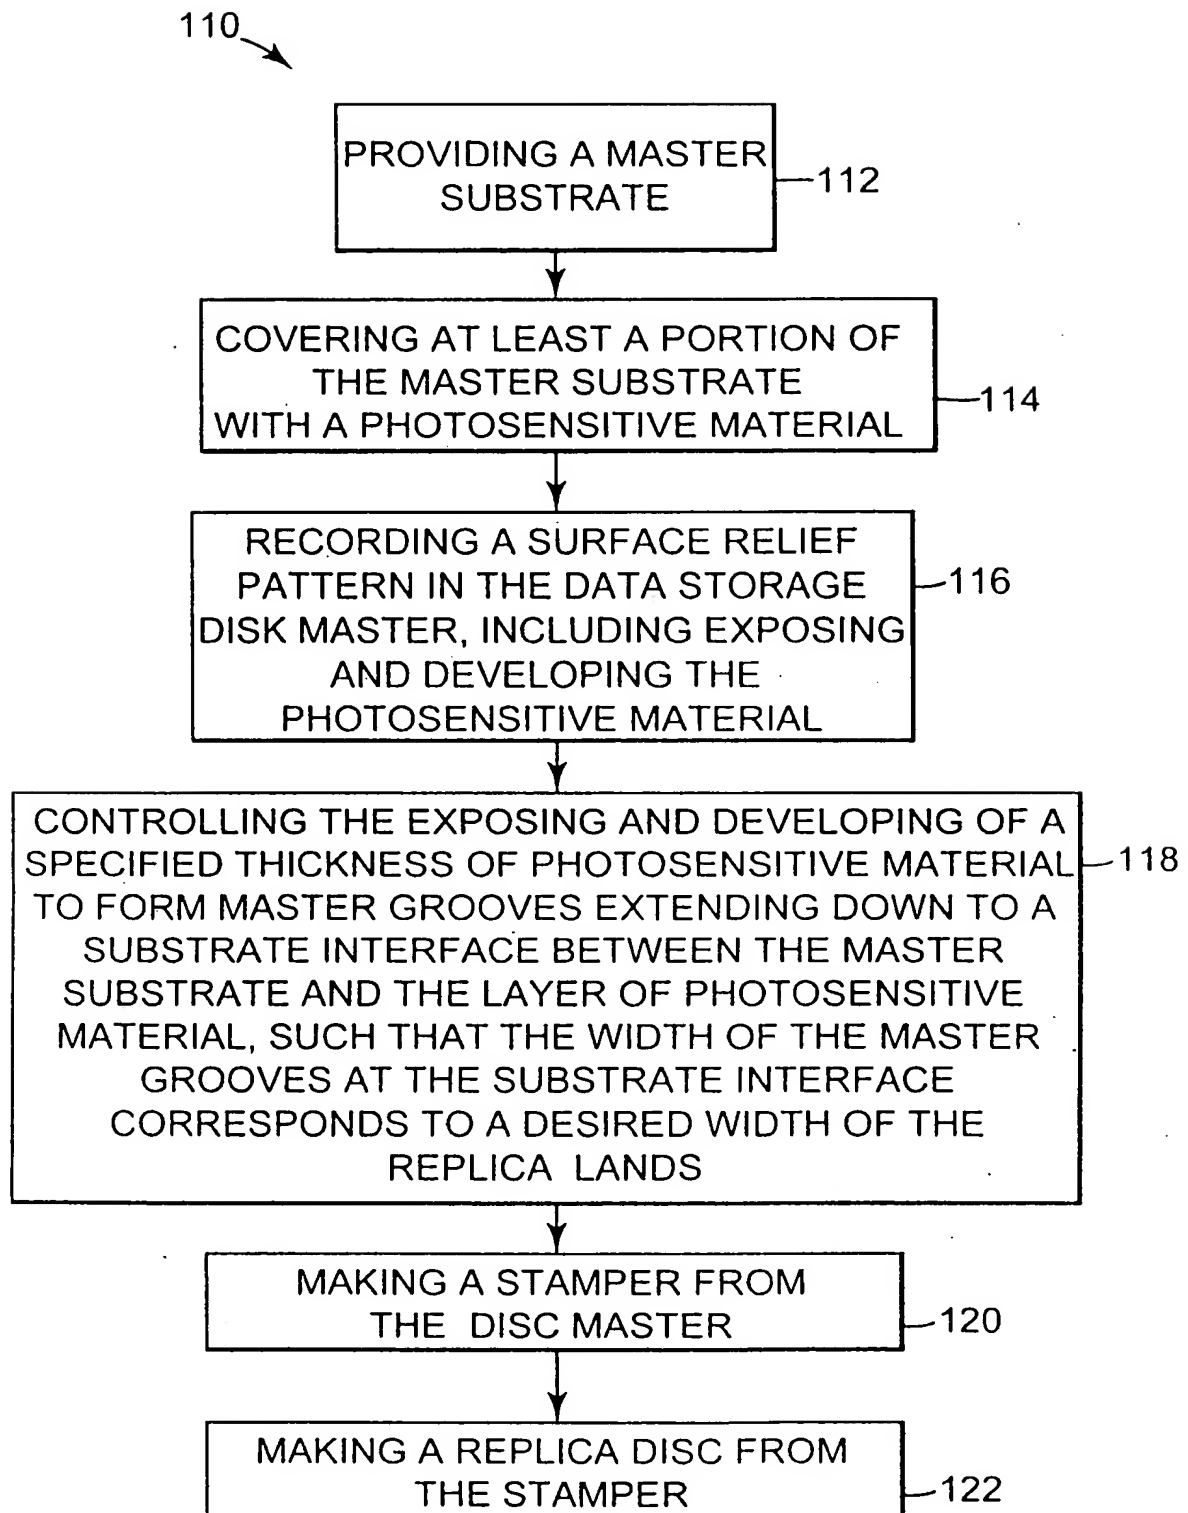 110
PROVIDING A MASTER
SUBSTRATE
112
COVERING AT LEAST A PORTION OF
THE MASTER SUBSTRATE
WITH A PHOTOSENSITIVE MATERIAL
114
RECORDING A SURFACE RELIEF
PATTERN IN THE DATA STORAGE
DISK MASTER, INCLUDING EXPOSING
AND DEVELOPING THE
PHOTOSENSITIVE MATERIAL
116
CONTROLLING THE EXPOSING AND DEVELOPING OF A
SPECIFIED THICKNESS OF PHOTOSENSITIVE MATERIAL
TO FORM MASTER GROOVES EXTENDING DOWN TO A
SUBSTRATE INTERFACE BETWEEN THE MASTER
SUBSTRATE AND THE LAYER OF PHOTOSENSITIVE
MATERIAL, SUCH THAT THE WIDTH OF THE MASTER
GROOVES AT THE SUBSTRATE INTERFACE
CORRESPONDS TO A DESIRED WIDTH OF THE
REPLICA LANDS
118
MAKING A STAMPER FROM
THE DISC MASTER
120
MAKING A REPLICA DISC FROM
THE STAMPER
122